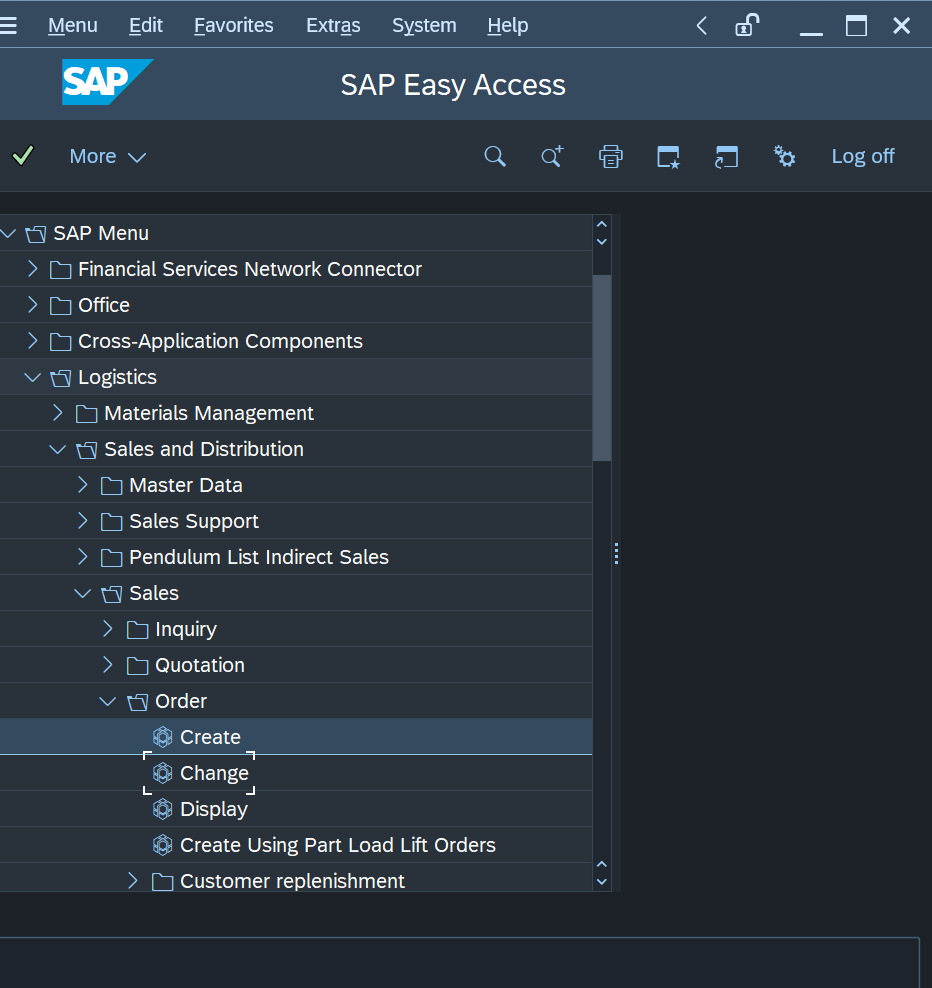 Menu Edit Favorites Extras System Help
SAP SAP Easy Access
More Log off
SAP Menu
Financial Services Network Connector
Office
Cross-Application Components
Logistics
Materials Management
Sales and Distribution
Master Data
Sales Support
Pendulum List Indirect Sales
Sales
Inquiry
Quotation
Order
Create
Change
Display
Create Using Part Load Lift Orders
Customer replenishment